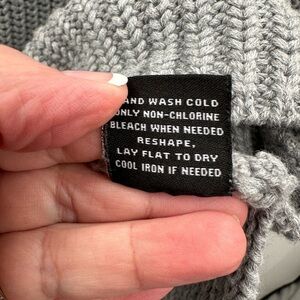 AND WASH COLD
ONLY NON-CHLORINE
BLEACH WHEN NEEDED
RESHAPE,
LAY FLAT TO DRY
COOL IRON IF NEEDED